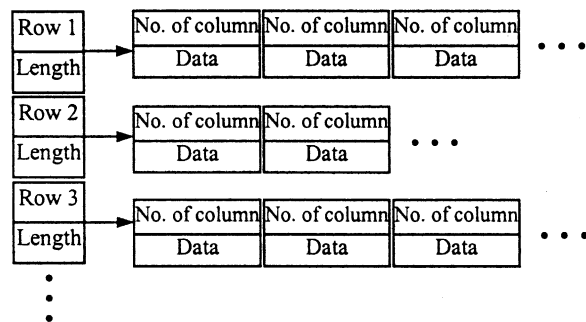 Row 1
Length
No. of column No. of column No. of column
Data Data Data
Row 2
Length
No. of column No. of column
Data Data
Row 3
Length
No. of column No. of column No. of column
Data Data Data